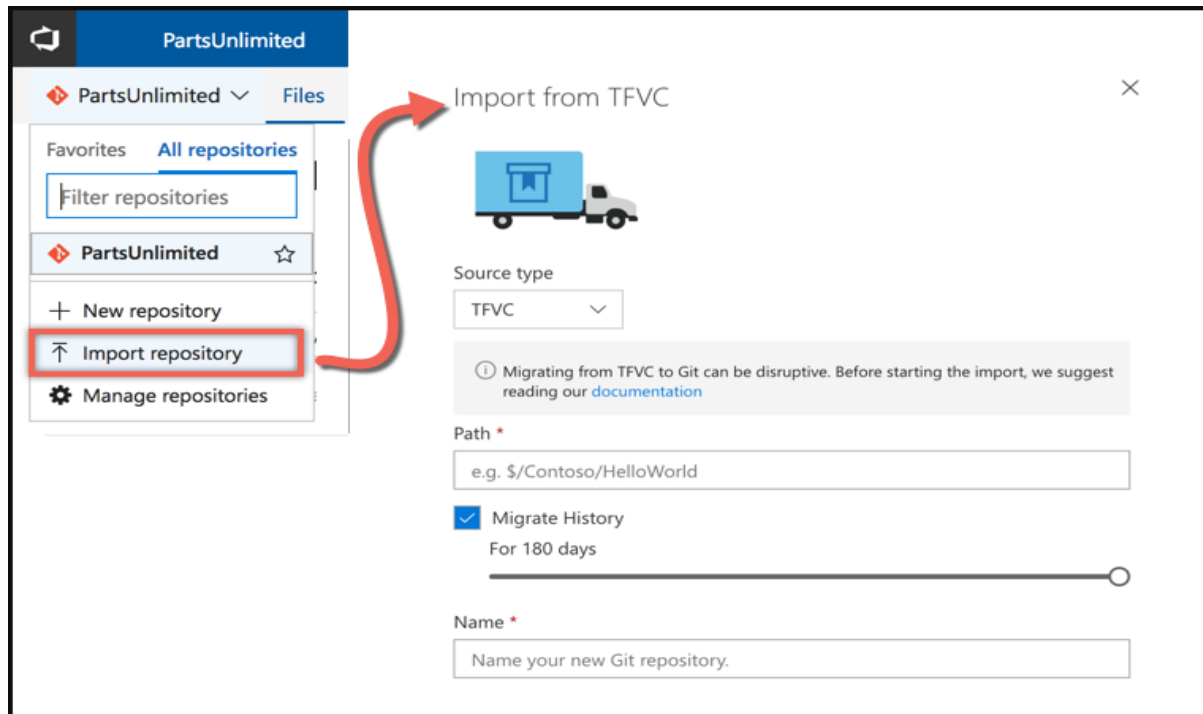 PartsUnlimited
PartsUnlimited
Files
Favorites
All repositories
Filter repositories
PartsUnlimited
New repository
Import repository
Manage repositories
Import from TFVC
Source type
TFVC
Migrating from TFVC to Git can be disruptive. Before starting the import, we suggest
reading our documentation
Path *
e.g. $/Contoso/HelloWorld
Migrate History
For 180 days
Name *
Name your new Git repository.